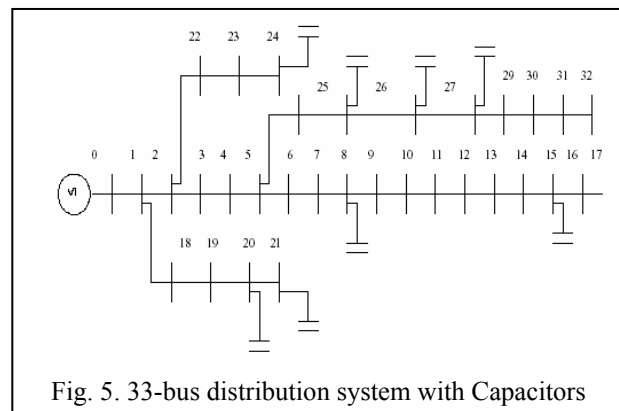 22 23 24
25 26 27 29 30 31 32
0 1 2 3 4 5 6 7 8 9 10 11 12 13 14 15 16 17
18 19 20 21
Fig. 5. 33-bus distribution system with Capacitors